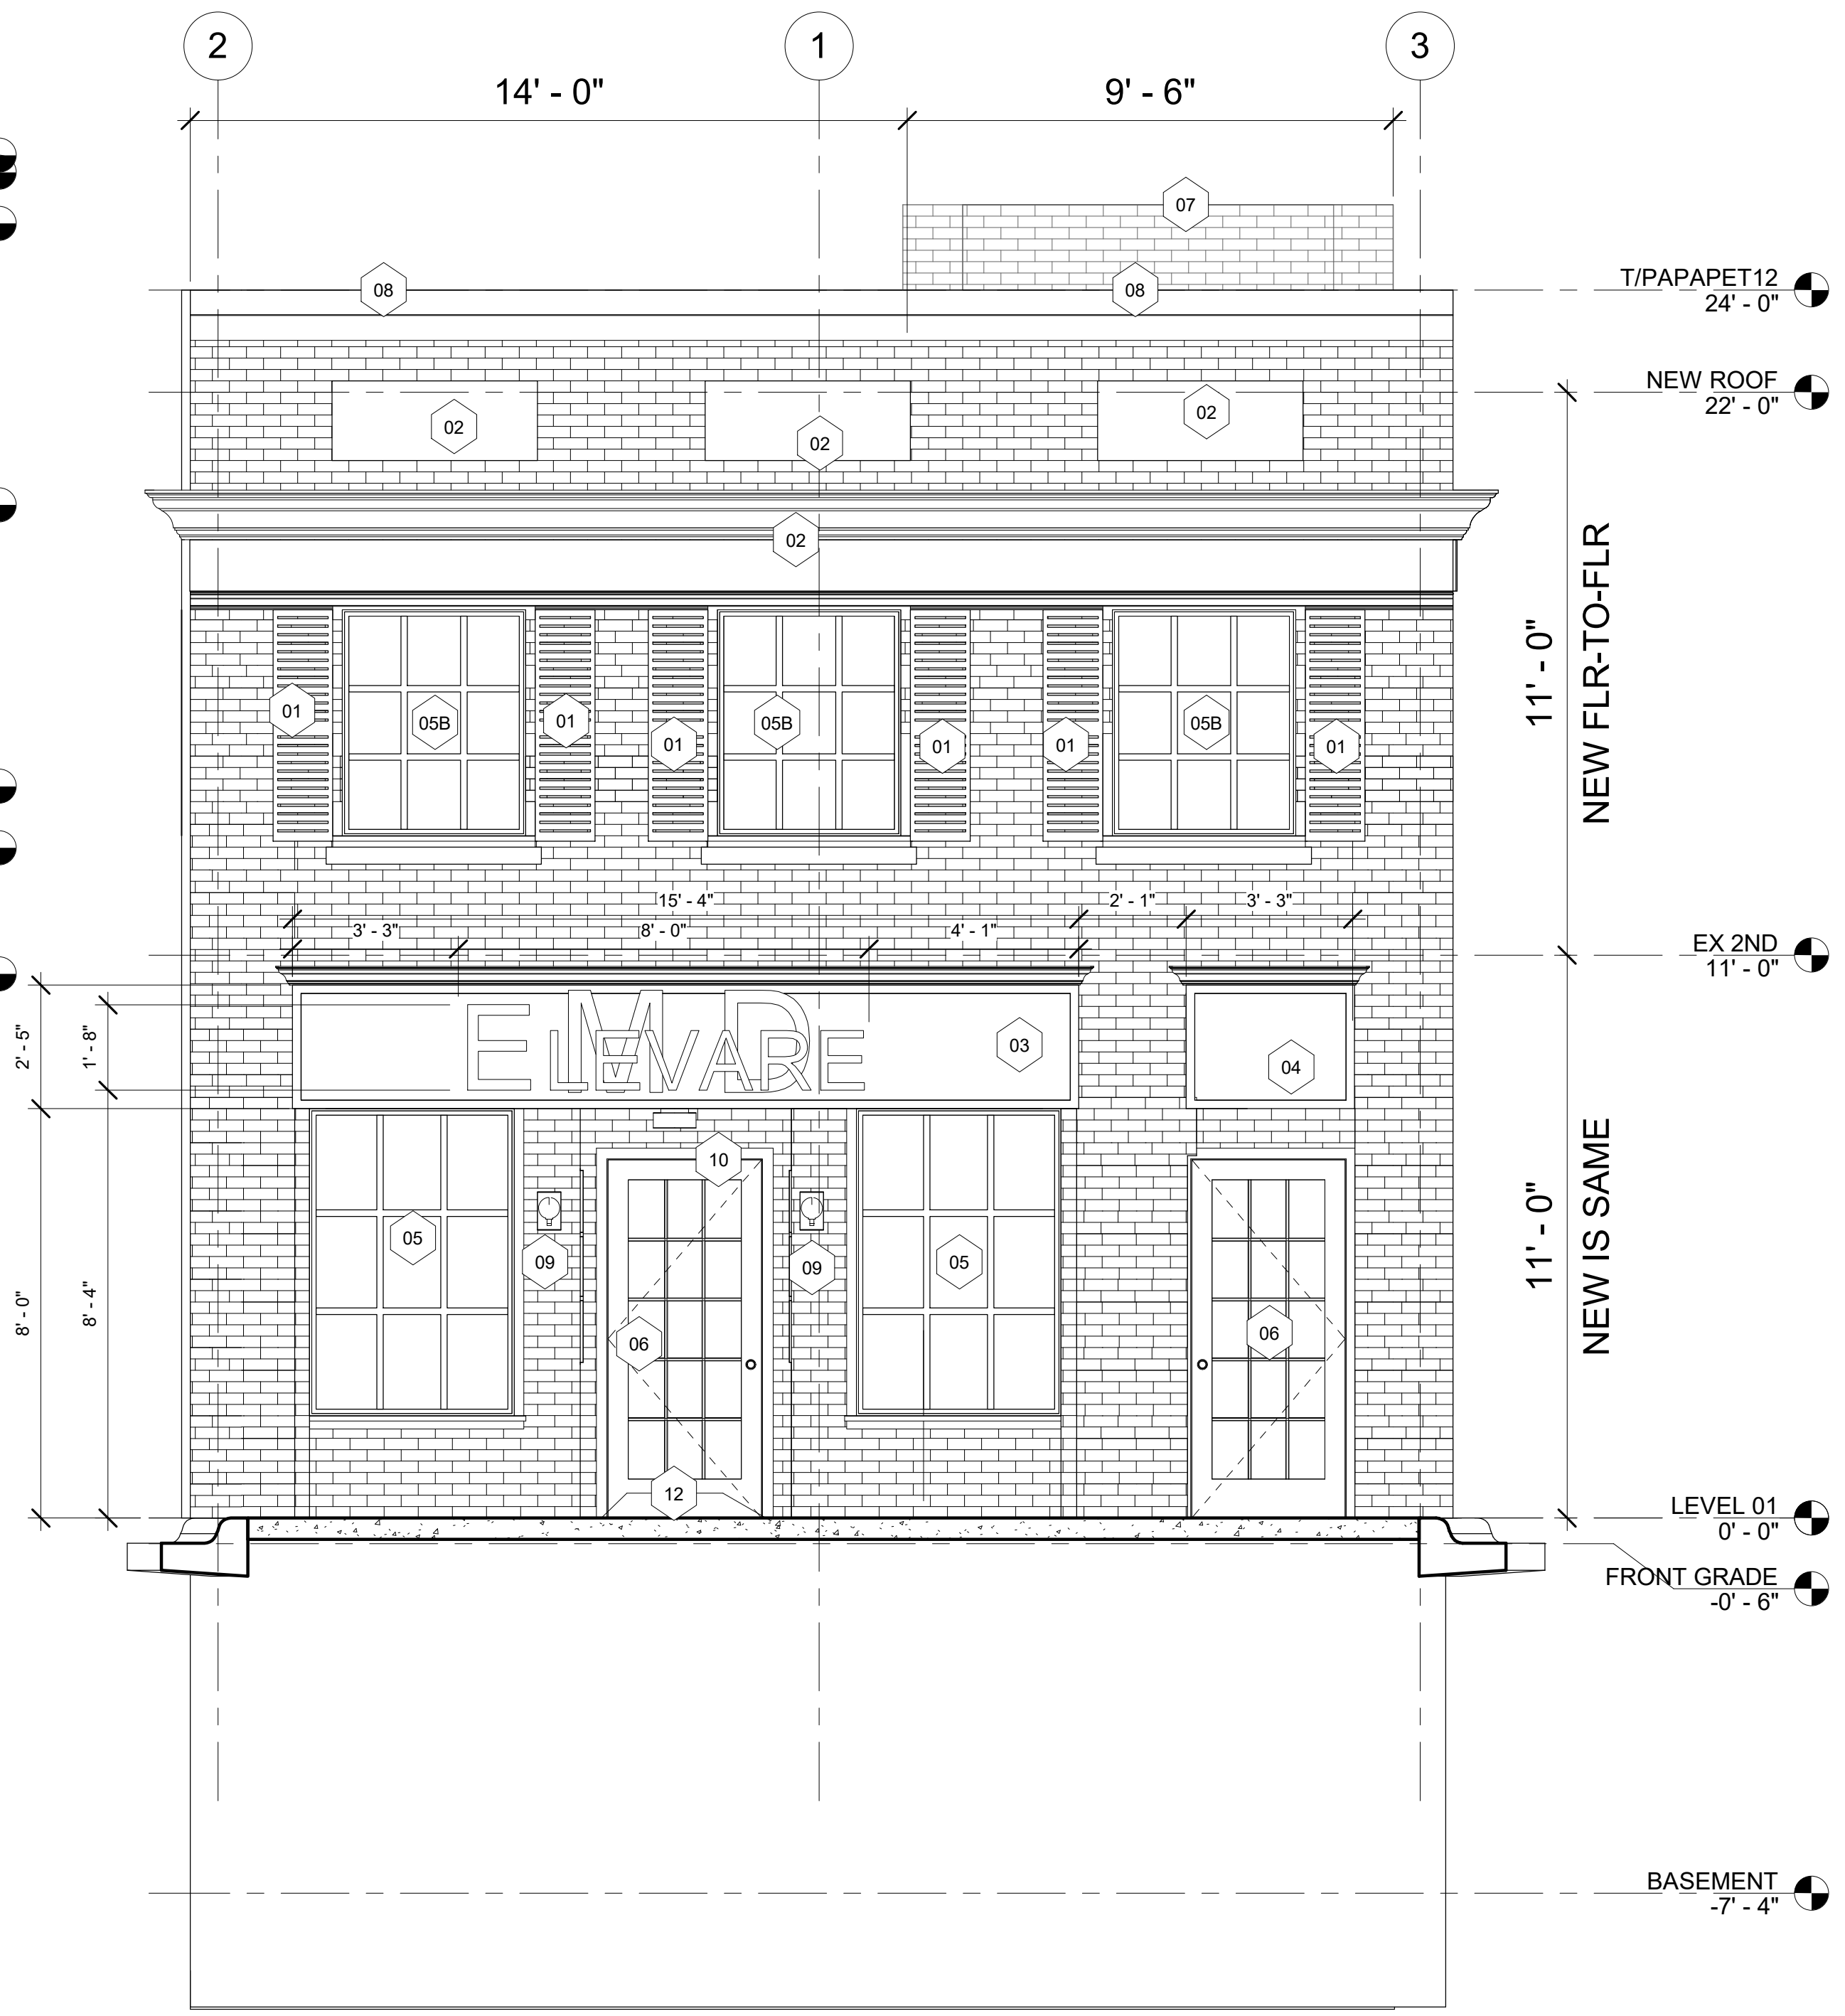 2
1
3
14' - 0"
9' - 6"
07
08
08
T/PAPAPET12
24' - 0"
NEW ROOF
22' - 0"
02
02
02
02
11' - 0"
NEW FLR-TO-FLR
01
05B
01
01
05B
01
01
05B
01
15' - 4"
2' - 1"
3' - 3"
3' - 3"
8' - 0"
4' - 1"
EX 2ND
11' - 0"
2' - 5"
1' - 8"
E M D
LEVARE
03
04
10
11' - 0"
NEW IS SAME
05
09
09
05
06
06
8' - 0"
8' - 4"
12
LEVEL 01
0' - 0"
FRONT GRADE
-0' - 6"
BASEMENT
-7' - 4"